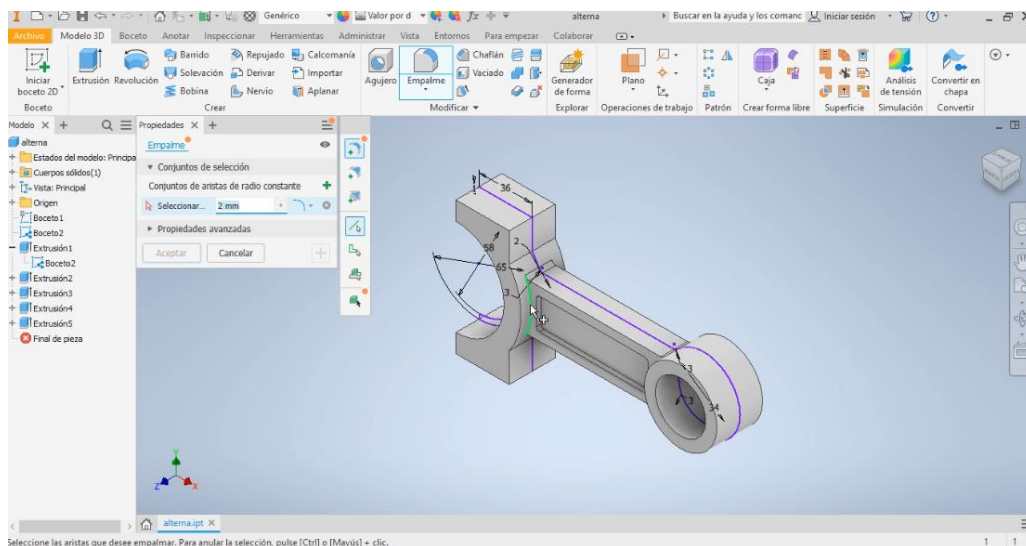 Genérico
Valor por d
alterna
Buscar en la ayuda y los comanc
Iniciar sesión
Archivo Modelo 3D Boceto Anotar Inspeccionar Herramientas Administrar Vista Entornos Para empezar Colaborar
Iniciar boceto 2D
Extrusión Revolución
Barrido Repujado Calcomanía
Solevación Derivar Importar
Bobina Nervio Aplanar
Agujero
Empalme
Chaflán
Vaciado
Generador de forma
Plano
Caja
Análisis de tensión
Convertir en chapa
Boceto Crear Modificar Explorar Operaciones de trabajo Patrón Crear forma libre Superficie Simulación Convertir
Modelo X +
alterna
Estados del modelo: Principa
Cuerpos sólidos(1)
Vista: Principal
Origen
Boceto1
Boceto2
Extrusión1
Boceto2
Extrusión2
Extrusión3
Extrusión4
Extrusión5
Final de pieza
Propiedades X +
Empalme
Conjuntos de selección
Conjuntos de aristas de radio constante
Seleccionar... 2 mm
Propiedades avanzadas
Aceptar Cancelar
36
2
58
65
3
3
3
34
Y
Z
X
alterna.ipt X
Seleccione las aristas que desee empalmar. Para anular la selección, pulse [Ctrl] o [Mayús] + clic.
1 1